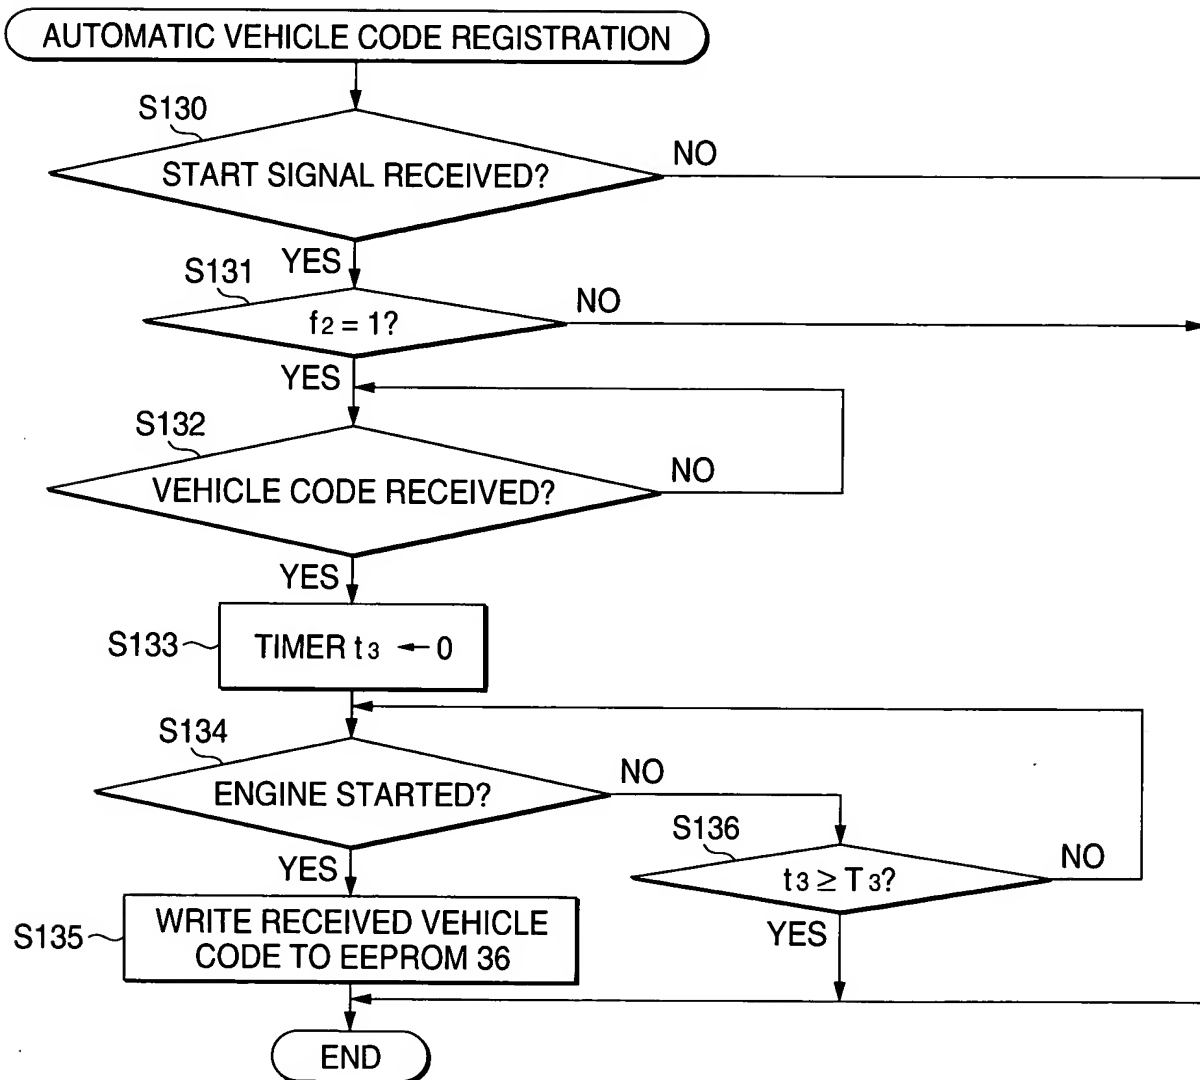 AUTOMATIC VEHICLE CODE REGISTRATION
S130
START SIGNAL RECEIVED?
NO
YES
S131
f2 = 1?
NO
YES
S132
VEHICLE CODE RECEIVED?
NO
YES
S133
TIMER t3 ← 0
S134
ENGINE STARTED?
NO
S136
t3 ≥ T3?
NO
YES
YES
S135
WRITE RECEIVED VEHICLE
CODE TO EEPROM 36
END